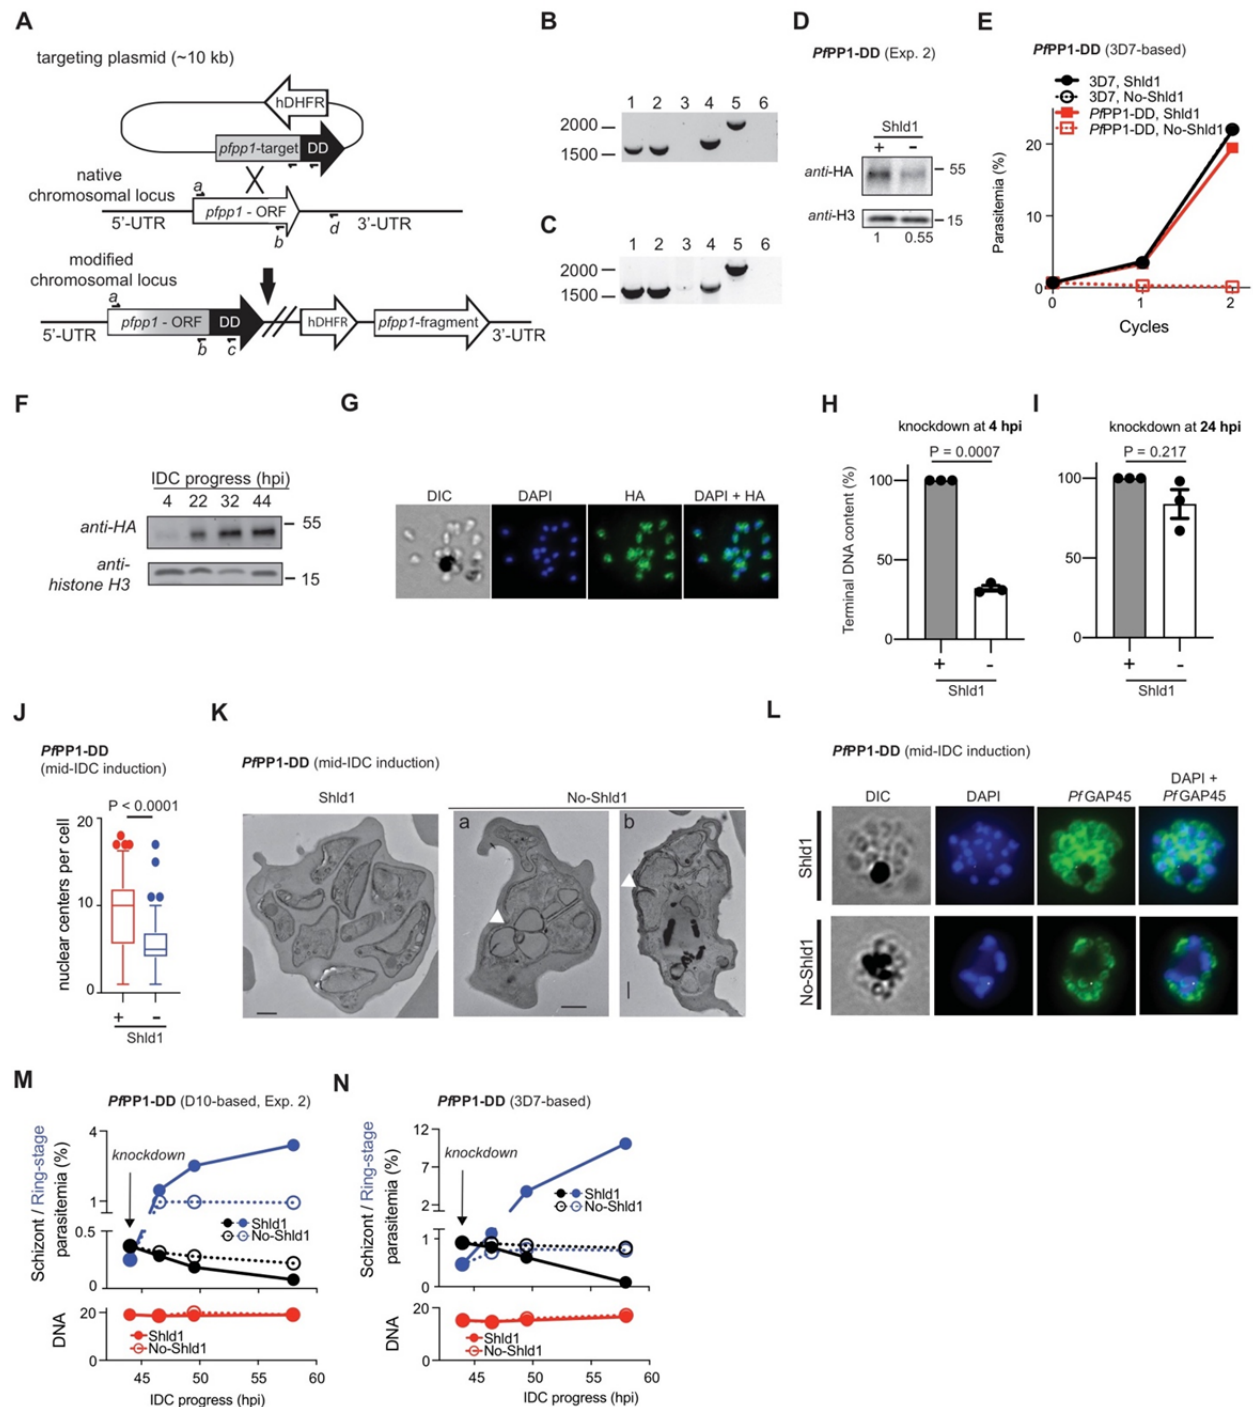 A
targeting plasmid (~10 kb)
hDHFR
pfpp1-target
DD
native
chromosomal locus
a
5'-UTR
pfpp1 - ORF
b
d
3'-UTR
modified
chromosomal locus
a
5'-UTR
pfpp1 - ORF
DD
b
c
hDHFR
pfpp1-fragment
3'-UTR
B
1 2 3 4 5 6
2000
1500
C
1 2 3 4 5 6
2000
1500
D
PfPP1-DD (Exp. 2)
Shld1
+ -
anti-HA
55
anti-H3
15
1 0.55
E
PfPP1-DD (3D7-based)
3D7, Shld1
3D7, No-Shld1
PfPP1-DD, Shld1
PfPP1-DD, No-Shld1
Parasitemia (%)
20
10
0
0 1 2
Cycles
F
IDC progress (hpi)
4 22 32 44
anti-HA
55
anti-
histone H3
15
G
DIC DAPI HA DAPI + HA
H
knockdown at 4 hpi
P = 0.0007
Terminal DNA content (%)
100
50
0
+ -
Shld1
I
knockdown at 24 hpi
P = 0.217
100
50
0
+ -
Shld1
J
PfPP1-DD
(mid-IDC induction)
P < 0.0001
nuclear centers per cell
20
10
0
+ -
Shld1
K
PfPP1-DD (mid-IDC induction)
Shld1
No-Shld1
a
b
L
PfPP1-DD (mid-IDC induction)
DIC
DAPI
PfGAP45
DAPI +
PfGAP45
Shld1
No-Shld1
M
PfPP1-DD (D10-based, Exp. 2)
Schizont / Ring-stage
parasitemia (%)
4
1
0.5
0
knockdown
Shld1
No-Shld1
DNA
20
0
Shld1
No-Shld1
45 50 55 60
IDC progress (hpi)
N
PfPP1-DD (3D7-based)
Schizont / Ring-stage
parasitemia (%)
12
7
2
1
0
knockdown
Shld1
No-Shld1
DNA
20
0
Shld1
No-Shld1
45 50 55 60
IDC progress (hpi)